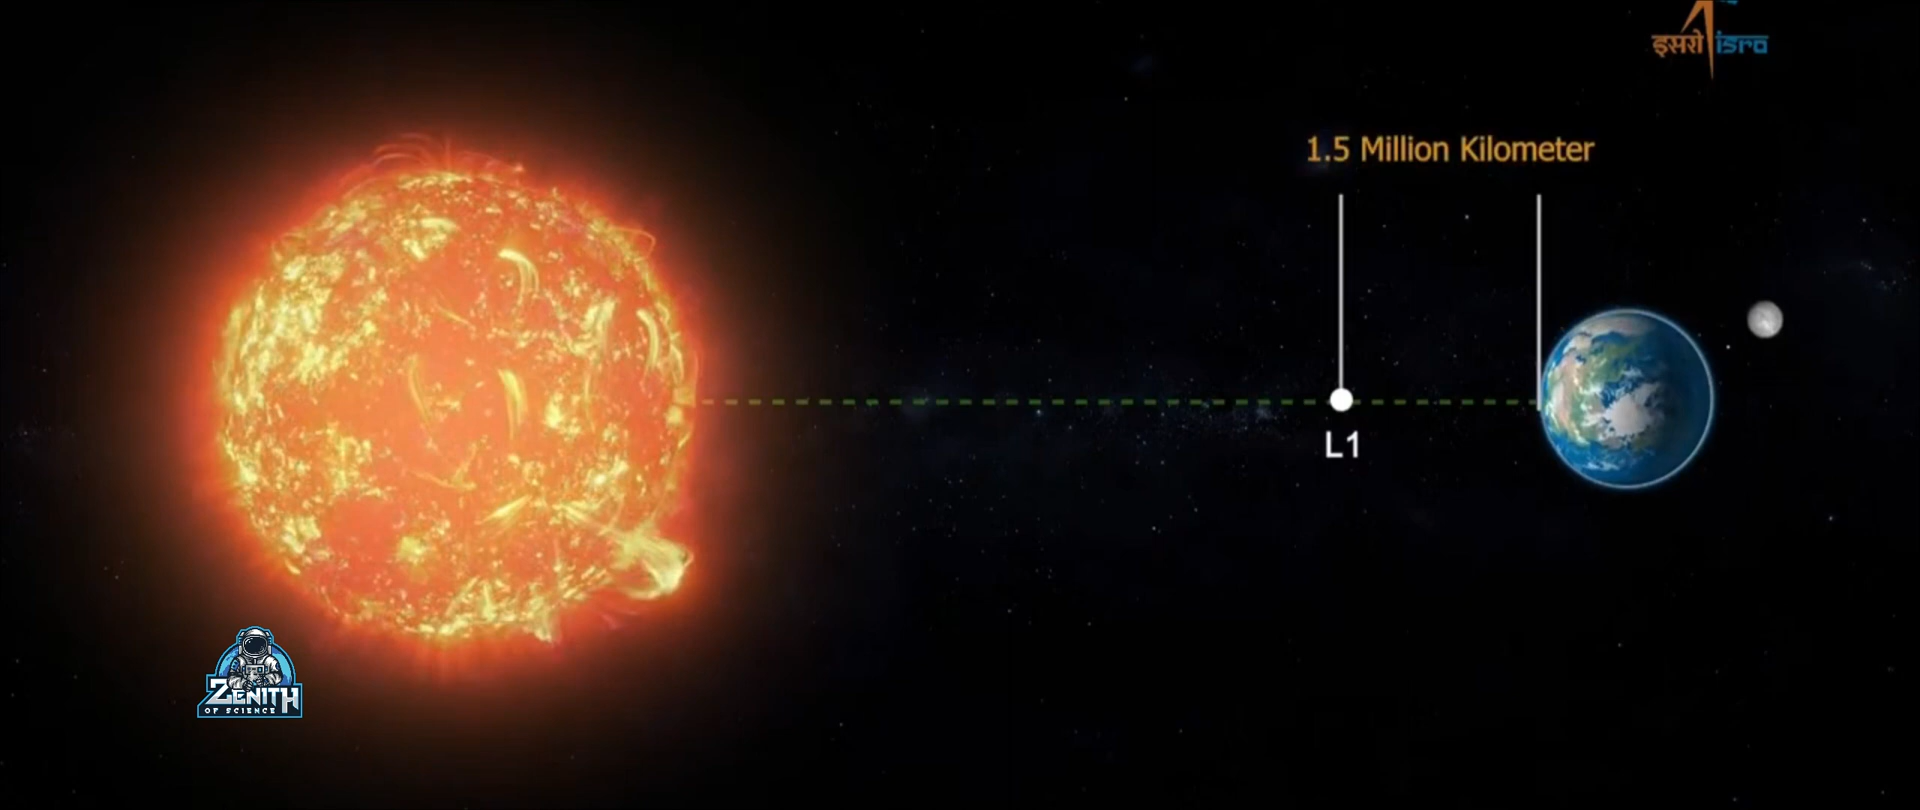 इसरो isro
1.5 Million Kilometer
L1
ZENITH
OF SCIENCE